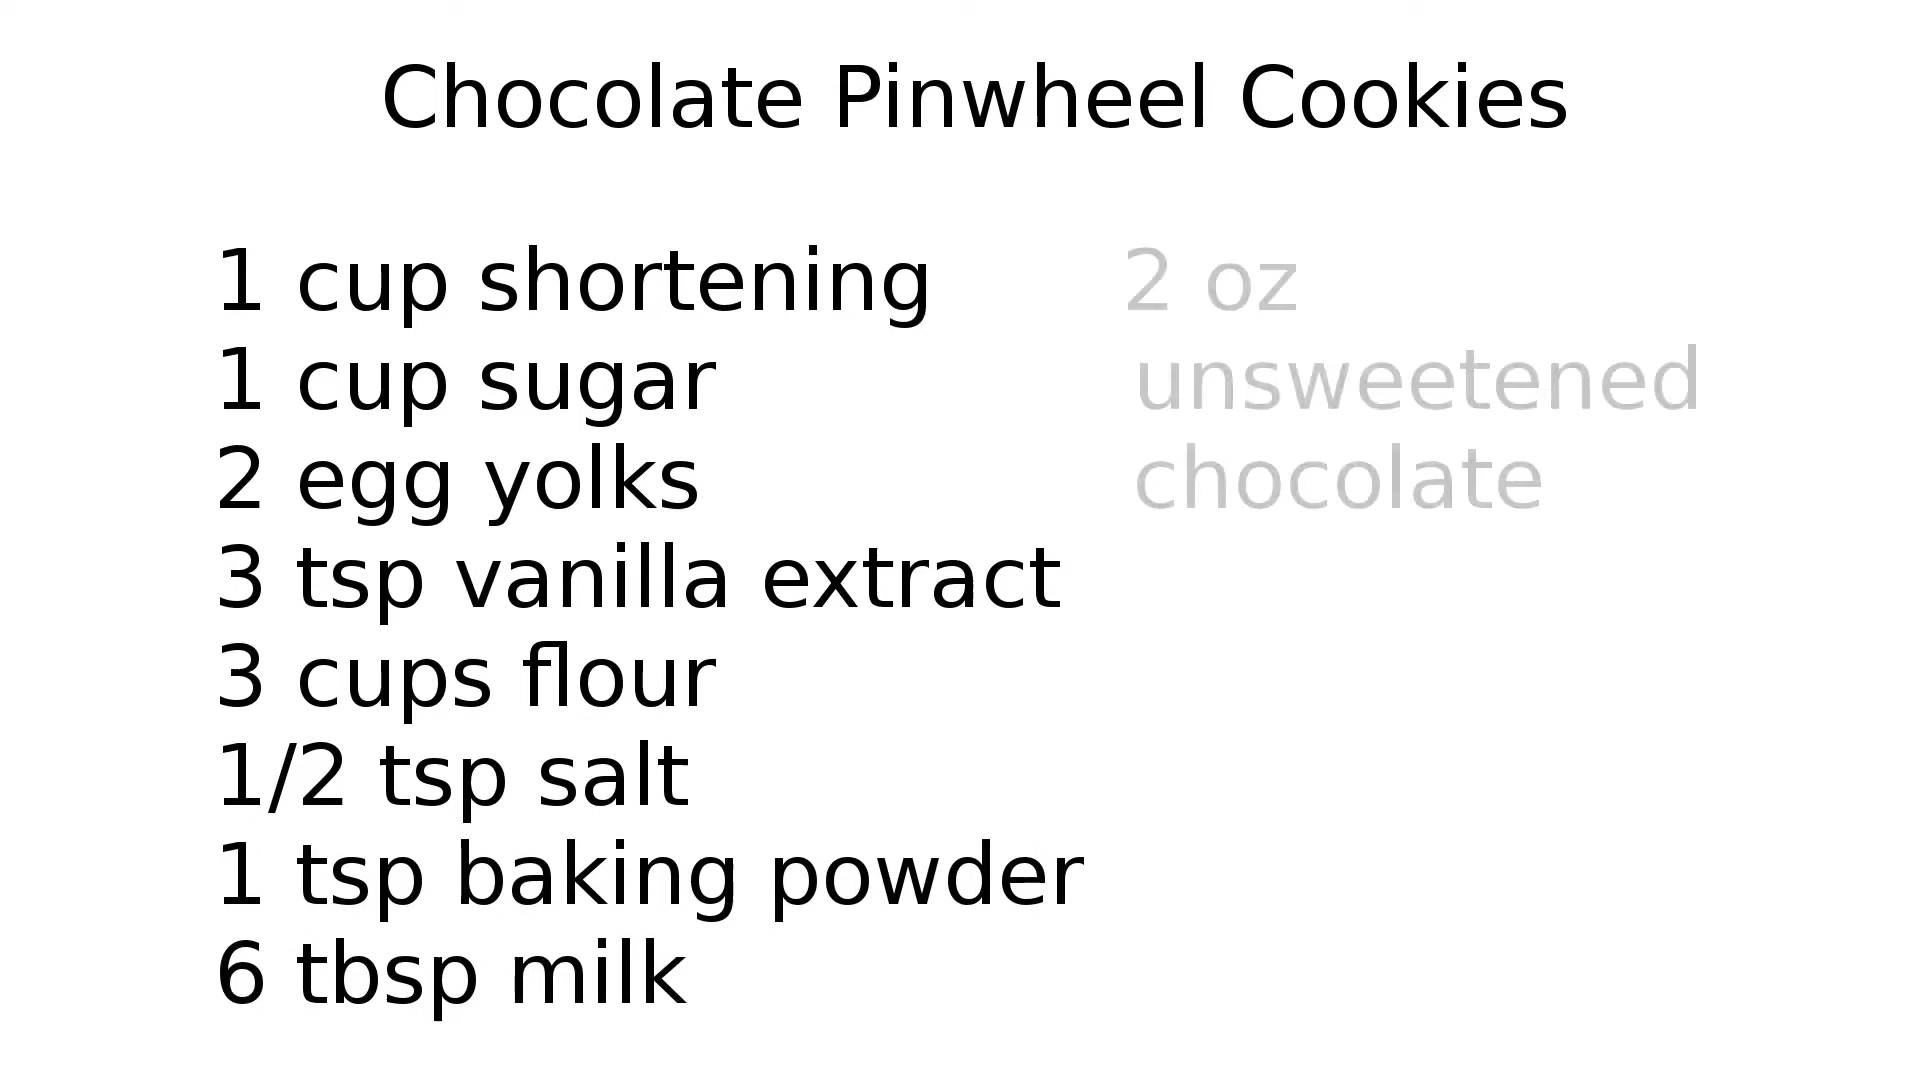 Chocolate Pinwheel Cookies
1 cup shortening
1 cup sugar
2 egg yolks
3 tsp vanilla extract
3 cups flour
1/2 tsp salt
1 tsp baking powder
6 tbsp milk
2 oz
unsweetened
chocolate